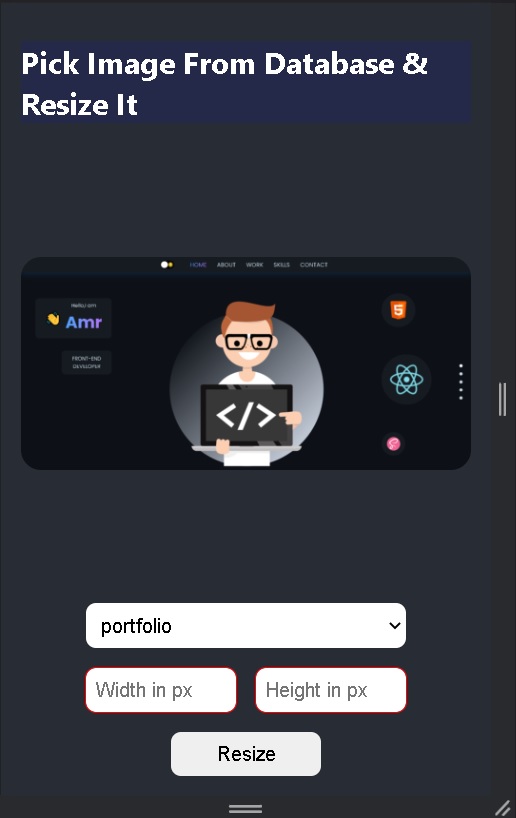 Pick Image From Database &
Resize It
HOME ABOUT WORK SKILLS CONTACT
Hello I am
Amr
FRONT-END
DEVELOPER
</>
portfolio
Width in px Height in px
Resize